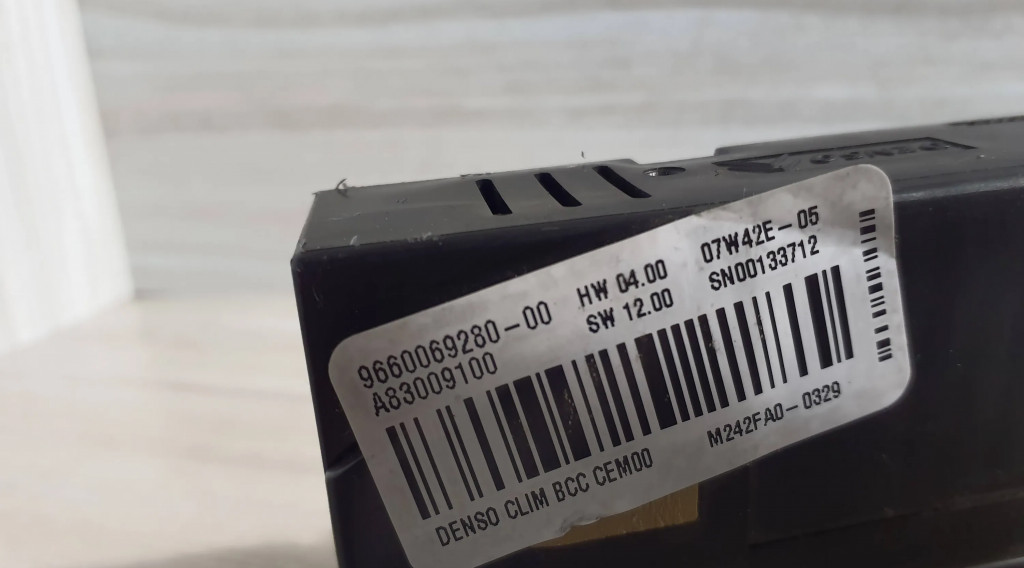 9660069280-00
A83009100
HW 04.00
SW 12.00
07W42E-05
SN00133712
DENSO CLIM BCC CEM00
M242FA0-0329